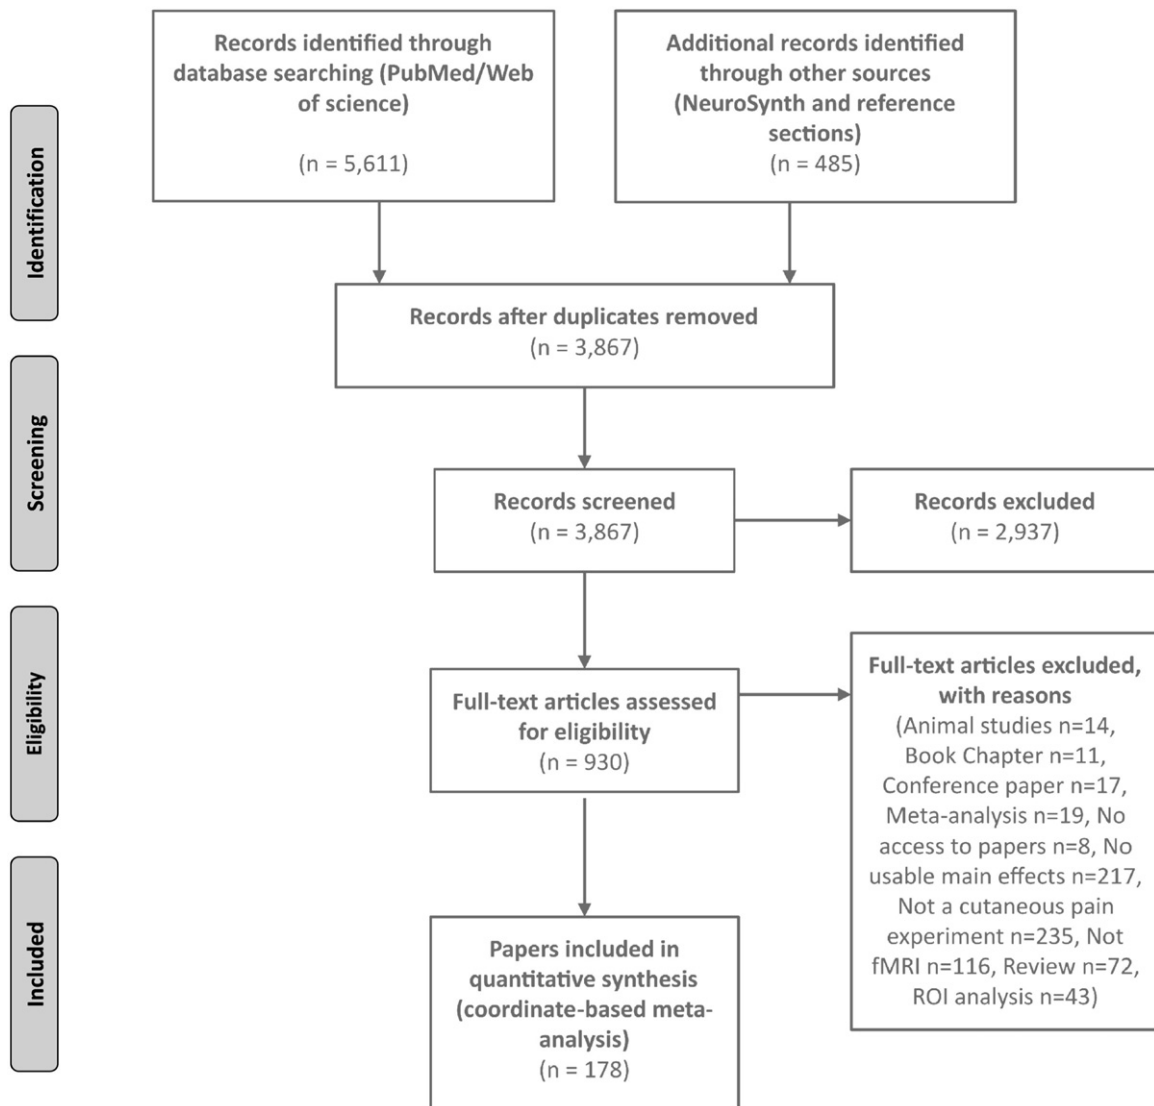 Records identified through
database searching (PubMed/Web
of science)
(n = 5,611)
Additional records identified
through other sources
(NeuroSynth and reference
sections)
(n = 485)
Identification
Records after duplicates removed
(n = 3,867)
Screening
Records screened
(n = 3,867)
Records excluded
(n = 2,937)
Eligibility
Full-text articles assessed
for eligibility
(n = 930)
Full-text articles excluded,
with reasons
(Animal studies n=14,
Book Chapter n=11,
Conference paper n=17,
Meta-analysis n=19, No
access to papers n=8, No
usable main effects n=217,
Not a cutaneous pain
experiment n=235, Not
fMRI n=116, Review n=72,
ROI analysis n=43)
Included
Papers included in
quantitative synthesis
(coordinate-based meta-
analysis)
(n = 178)